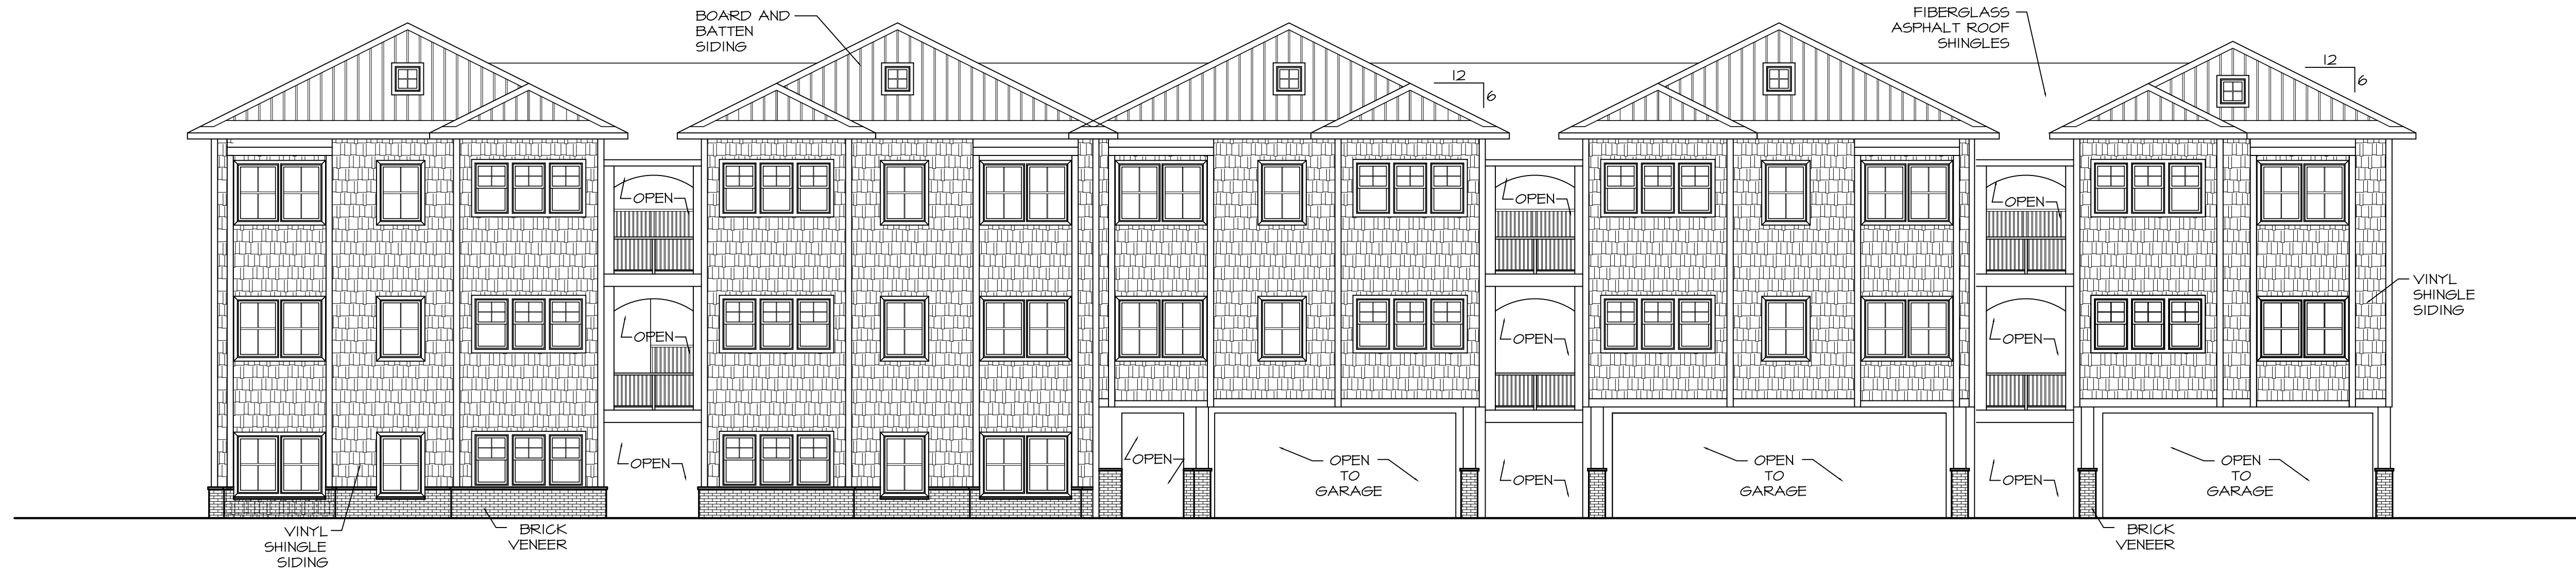 BOARD AND
BATTEN
SIDING
FIBERGLASS
ASPHALT ROOF
SHINGLES
12
6
12
6
OPEN
OPEN
OPEN
OPEN
OPEN
OPEN
VINYL
SHINGLE
SIDING
OPEN
OPEN
OPEN
OPEN
TO
GARAGE
OPEN
OPEN
TO
GARAGE
OPEN
OPEN
TO
GARAGE
VINYL
SHINGLE
SIDING
BRICK
VENEER
BRICK
VENEER